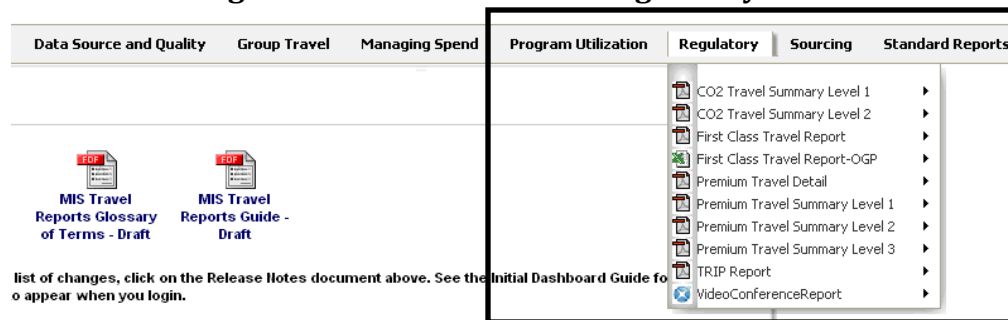 Data Source and Quality Group Travel Managing Spend Program Utilization Regulatory Sourcing Standard Reports
CO2 Travel Summary Level 1
CO2 Travel Summary Level 2
First Class Travel Report
First Class Travel Report-OGP
Premium Travel Detail
Premium Travel Summary Level 1
Premium Travel Summary Level 2
Premium Travel Summary Level 3
TRIP Report
VideoConferenceReport
PDF
MIS Travel
Reports Glossary
of Terms - Draft
PDF
MIS Travel
Reports Guide -
Draft
list of changes, click on the Release Notes document above. See the Initial Dashboard Guide fo
o appear when you login.